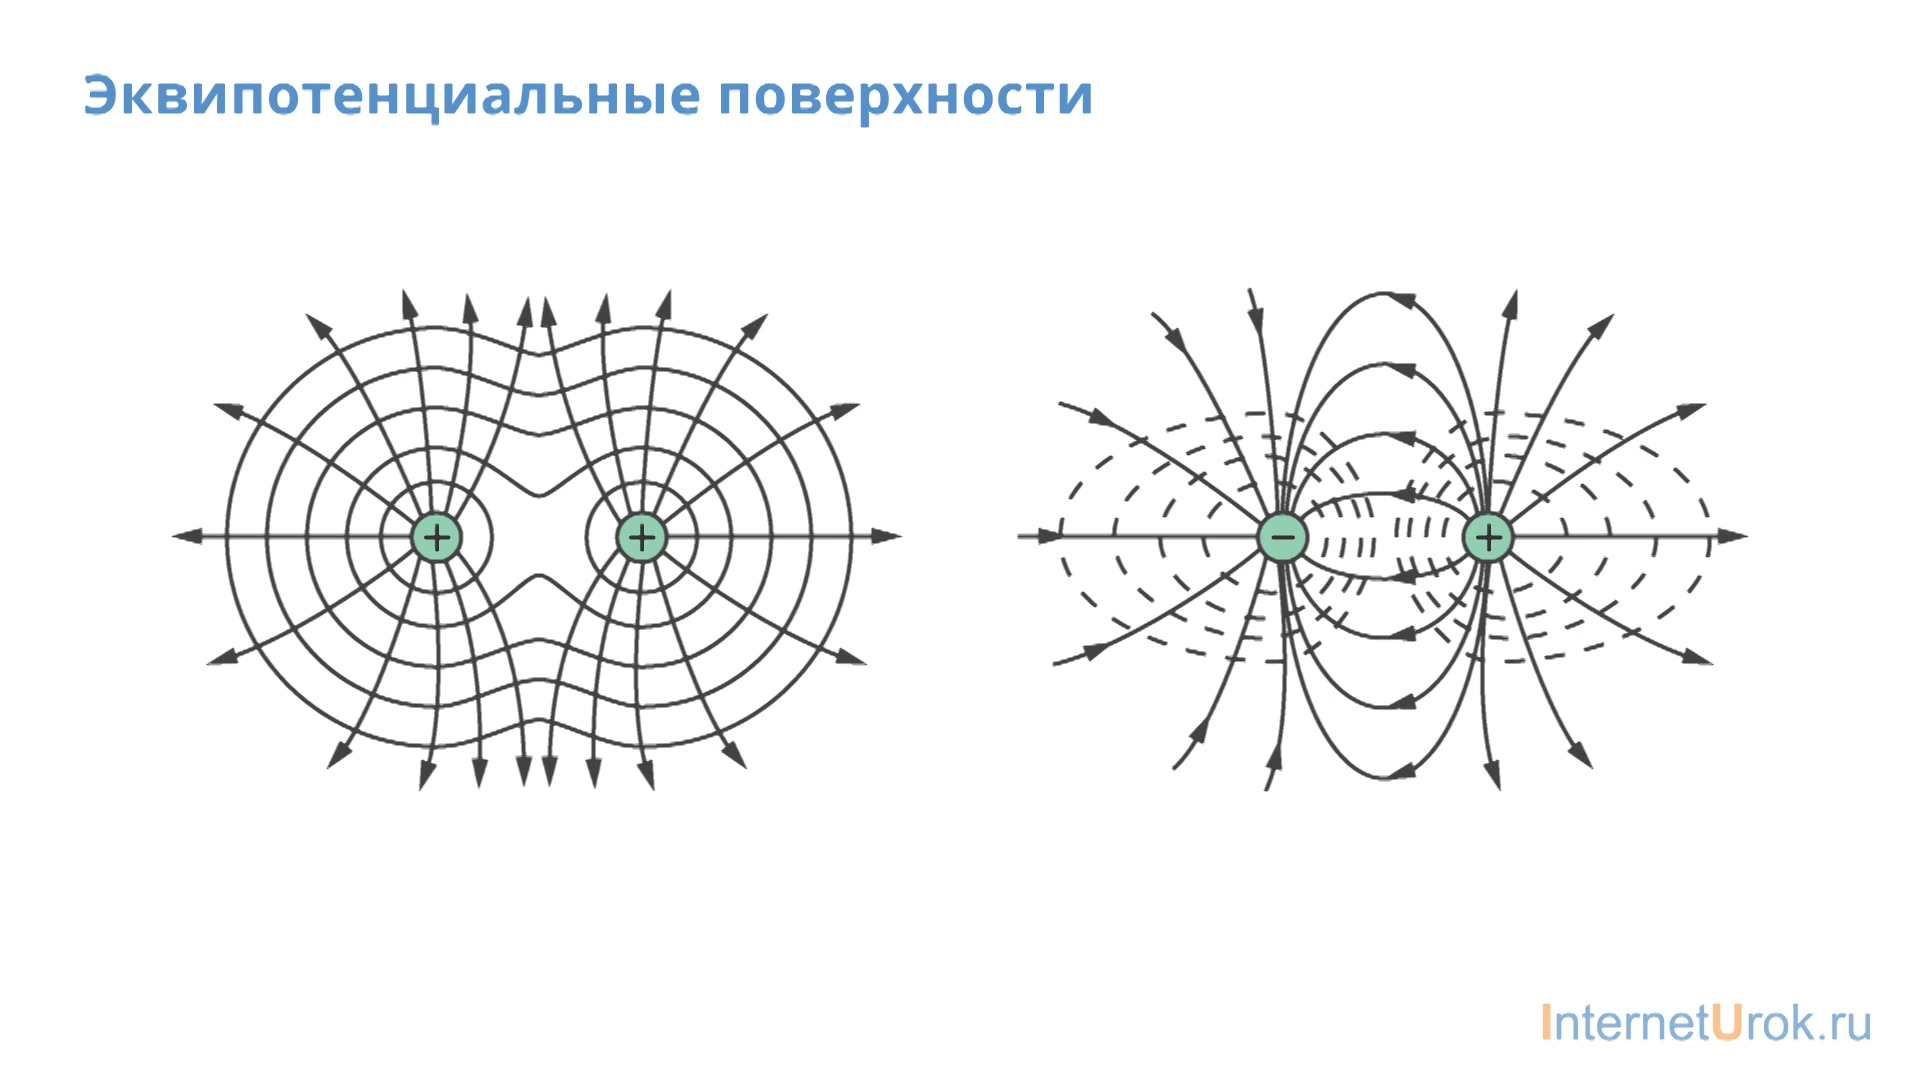 Эквипотенциальные поверхности
+ + − +
InternetUrok.ru